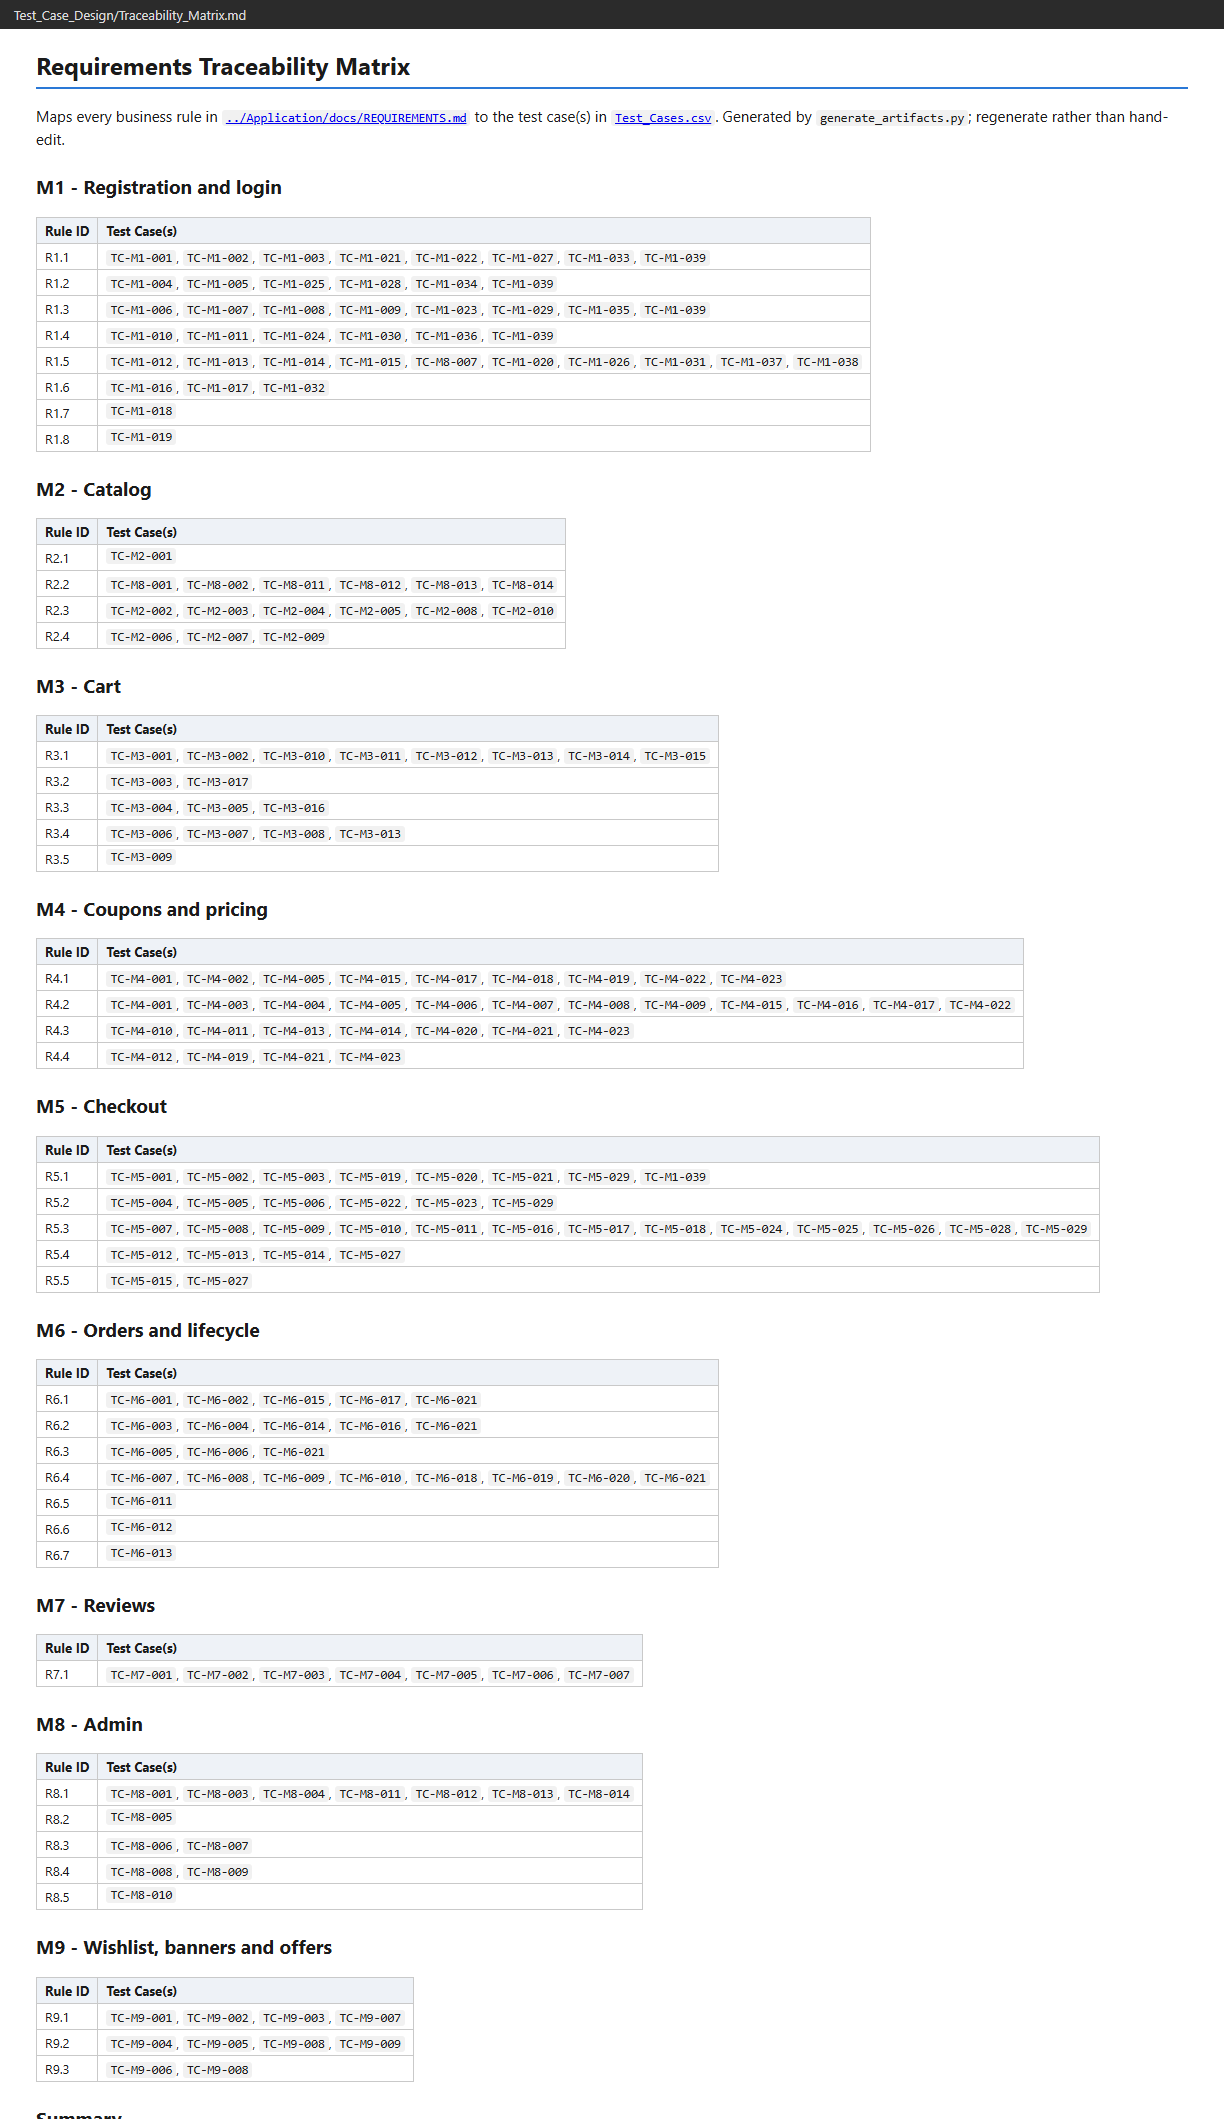 Test_Case_Design/Traceability_Matrix.md
Requirements Traceability Matrix
Maps every business rule in ../Application/docs/REQUIREMENTS.md to the test case(s) in Test_Cases.csv . Generated by generate_artifacts.py ; regenerate rather than hand-
edit.
M1 - Registration and login
Rule ID Test Case(s)
R1.1 TC-M1-001 , TC-M1-002 , TC-M1-003 , TC-M1-021 , TC-M1-022 , TC-M1-027 , TC-M1-033 , TC-M1-039
R1.2 TC-M1-004 , TC-M1-005 , TC-M1-025 , TC-M1-028 , TC-M1-034 , TC-M1-039
R1.3 TC-M1-006 , TC-M1-007 , TC-M1-008 , TC-M1-009 , TC-M1-023 , TC-M1-029 , TC-M1-035 , TC-M1-039
R1.4 TC-M1-010 , TC-M1-011 , TC-M1-024 , TC-M1-030 , TC-M1-036 , TC-M1-039
R1.5 TC-M1-012 , TC-M1-013 , TC-M1-014 , TC-M1-015 , TC-M8-007 , TC-M1-020 , TC-M1-026 , TC-M1-031 , TC-M1-037 , TC-M1-038
R1.6 TC-M1-016 , TC-M1-017 , TC-M1-032
R1.7 TC-M1-018
R1.8 TC-M1-019
M2 - Catalog
Rule ID Test Case(s)
R2.1 TC-M2-001
R2.2 TC-M8-001 , TC-M8-002 , TC-M8-011 , TC-M8-012 , TC-M8-013 , TC-M8-014
R2.3 TC-M2-002 , TC-M2-003 , TC-M2-004 , TC-M2-005 , TC-M2-008 , TC-M2-010
R2.4 TC-M2-006 , TC-M2-007 , TC-M2-009
M3 - Cart
Rule ID Test Case(s)
R3.1 TC-M3-001 , TC-M3-002 , TC-M3-010 , TC-M3-011 , TC-M3-012 , TC-M3-013 , TC-M3-014 , TC-M3-015
R3.2 TC-M3-003 , TC-M3-017
R3.3 TC-M3-004 , TC-M3-005 , TC-M3-016
R3.4 TC-M3-006 , TC-M3-007 , TC-M3-008 , TC-M3-013
R3.5 TC-M3-009
M4 - Coupons and pricing
Rule ID Test Case(s)
R4.1 TC-M4-001 , TC-M4-002 , TC-M4-005 , TC-M4-015 , TC-M4-017 , TC-M4-018 , TC-M4-019 , TC-M4-022 , TC-M4-023
R4.2 TC-M4-001 , TC-M4-003 , TC-M4-004 , TC-M4-005 , TC-M4-006 , TC-M4-007 , TC-M4-008 , TC-M4-009 , TC-M4-015 , TC-M4-016 , TC-M4-017 , TC-M4-022
R4.3 TC-M4-010 , TC-M4-011 , TC-M4-013 , TC-M4-014 , TC-M4-020 , TC-M4-021 , TC-M4-023
R4.4 TC-M4-012 , TC-M4-019 , TC-M4-021 , TC-M4-023
M5 - Checkout
Rule ID Test Case(s)
R5.1 TC-M5-001 , TC-M5-002 , TC-M5-003 , TC-M5-019 , TC-M5-020 , TC-M5-021 , TC-M5-029 , TC-M1-039
R5.2 TC-M5-004 , TC-M5-005 , TC-M5-006 , TC-M5-022 , TC-M5-023 , TC-M5-029
R5.3 TC-M5-007 , TC-M5-008 , TC-M5-009 , TC-M5-010 , TC-M5-011 , TC-M5-016 , TC-M5-017 , TC-M5-018 , TC-M5-024 , TC-M5-025 , TC-M5-026 , TC-M5-028 , TC-M5-029
R5.4 TC-M5-012 , TC-M5-013 , TC-M5-014 , TC-M5-027
R5.5 TC-M5-015 , TC-M5-027
M6 - Orders and lifecycle
Rule ID Test Case(s)
R6.1 TC-M6-001 , TC-M6-002 , TC-M6-015 , TC-M6-017 , TC-M6-021
R6.2 TC-M6-003 , TC-M6-004 , TC-M6-014 , TC-M6-016 , TC-M6-021
R6.3 TC-M6-005 , TC-M6-006 , TC-M6-021
R6.4 TC-M6-007 , TC-M6-008 , TC-M6-009 , TC-M6-010 , TC-M6-018 , TC-M6-019 , TC-M6-020 , TC-M6-021
R6.5 TC-M6-011
R6.6 TC-M6-012
R6.7 TC-M6-013
M7 - Reviews
Rule ID Test Case(s)
R7.1 TC-M7-001 , TC-M7-002 , TC-M7-003 , TC-M7-004 , TC-M7-005 , TC-M7-006 , TC-M7-007
M8 - Admin
Rule ID Test Case(s)
R8.1 TC-M8-001 , TC-M8-003 , TC-M8-004 , TC-M8-011 , TC-M8-012 , TC-M8-013 , TC-M8-014
R8.2 TC-M8-005
R8.3 TC-M8-006 , TC-M8-007
R8.4 TC-M8-008 , TC-M8-009
R8.5 TC-M8-010
M9 - Wishlist, banners and offers
Rule ID Test Case(s)
R9.1 TC-M9-001 , TC-M9-002 , TC-M9-003 , TC-M9-007
R9.2 TC-M9-004 , TC-M9-005 , TC-M9-008 , TC-M9-009
R9.3 TC-M9-006 , TC-M9-008
Summary